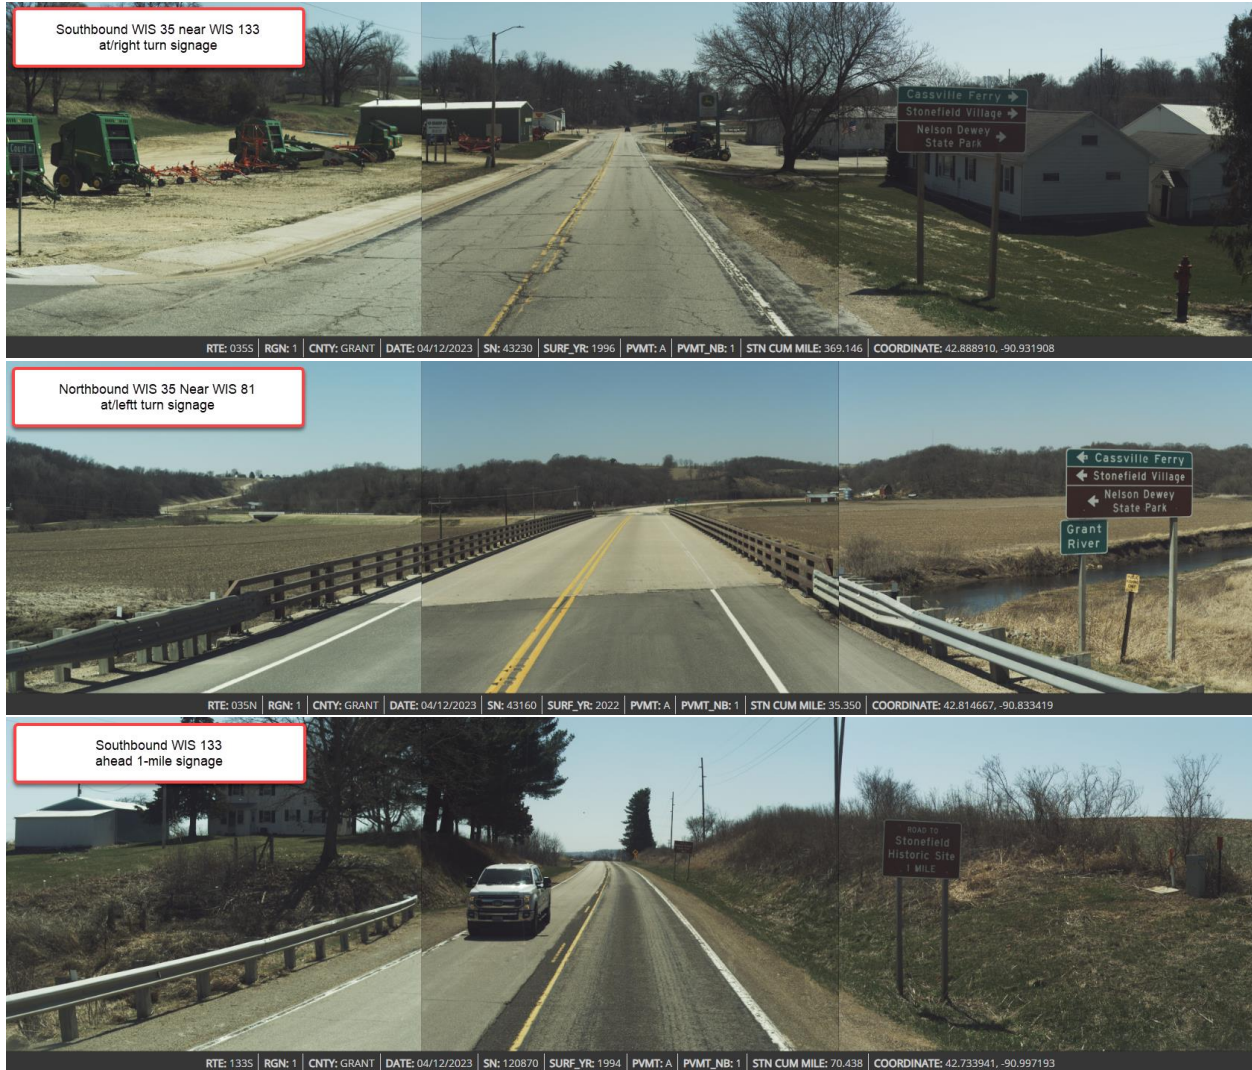 Southbound WIS 35 near WIS 133
at/right turn signage
Court
Cassville Ferry →
Stonefield Village →
Nelson Dewey
State Park →
RTE: 035S | RGN: 1 | CNTY: GRANT | DATE: 04/12/2023 | SN: 43230 | SURF_YR: 1996 | PVMT: A | PVMT_NB: 1 | STN CUM MILE: 369.146 | COORDINATE: 42.888910, -90.931908
Northbound WIS 35 Near WIS 81
at/leftt turn signage
← Cassville Ferry
← Stonefield Village
← Nelson Dewey
State Park
Grant
River
RTE: 035N | RGN: 1 | CNTY: GRANT | DATE: 04/12/2023 | SN: 43160 | SURF_YR: 2022 | PVMT: A | PVMT_NB: 1 | STN CUM MILE: 35.350 | COORDINATE: 42.814667, -90.833419
Southbound WIS 133
ahead 1-mile signage
ROAD TO
Stonefield
Historic Site
1 MILE
RTE: 133S | RGN: 1 | CNTY: GRANT | DATE: 04/12/2023 | SN: 120870 | SURF_YR: 1994 | PVMT: A | PVMT_NB: 1 | STN CUM MILE: 70.438 | COORDINATE: 42.733941, -90.997193